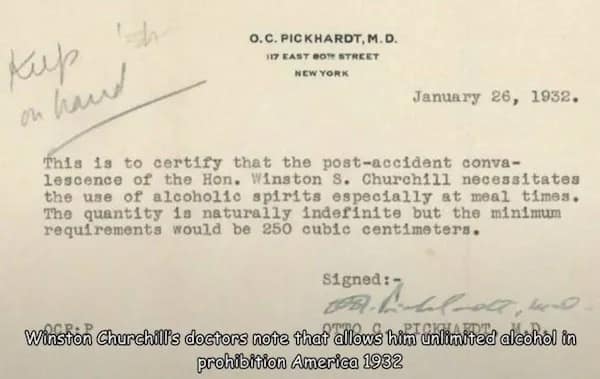 Keep
on hand
O.C. PICKHARDT, M.D.
117 EAST 80TH STREET
NEW YORK
January 26, 1932.
This is to certify that the post-accident conva-
lescence of the Hon. Winston S. Churchill necessitates
the use of alcoholic spirits especially at meal times.
The quantity is naturally indefinite but the minimum
requirements would be 250 cubic centimeters.
Signed:-
OCP:P
OTTO C. PICKHARDT, M.D.
Winston Churchill's doctors note that allows him unlimited alcohol in
prohibition America 1932